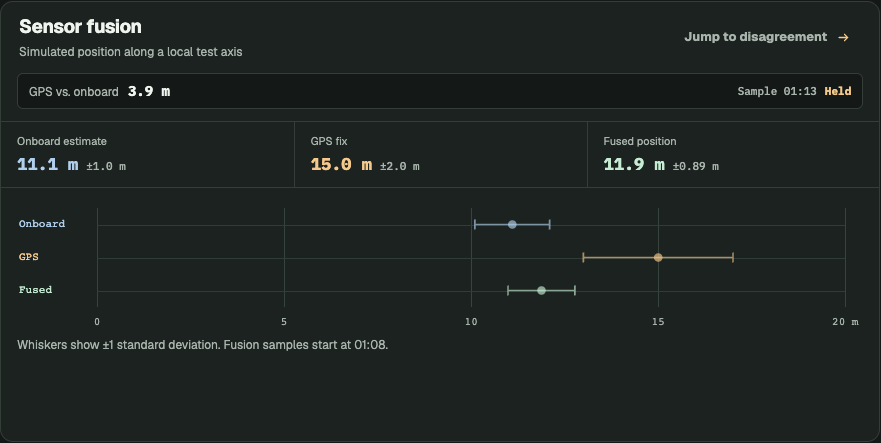 Sensor fusion
Jump to disagreement →
Simulated position along a local test axis
GPS vs. onboard 3.9 m
Sample 01:13 Held
Onboard estimate
11.1 m ±1.0 m
GPS fix
15.0 m ±2.0 m
Fused position
11.9 m ±0.89 m
Onboard
GPS
Fused
0 5 10 15 20 m
Whiskers show ±1 standard deviation. Fusion samples start at 01:08.